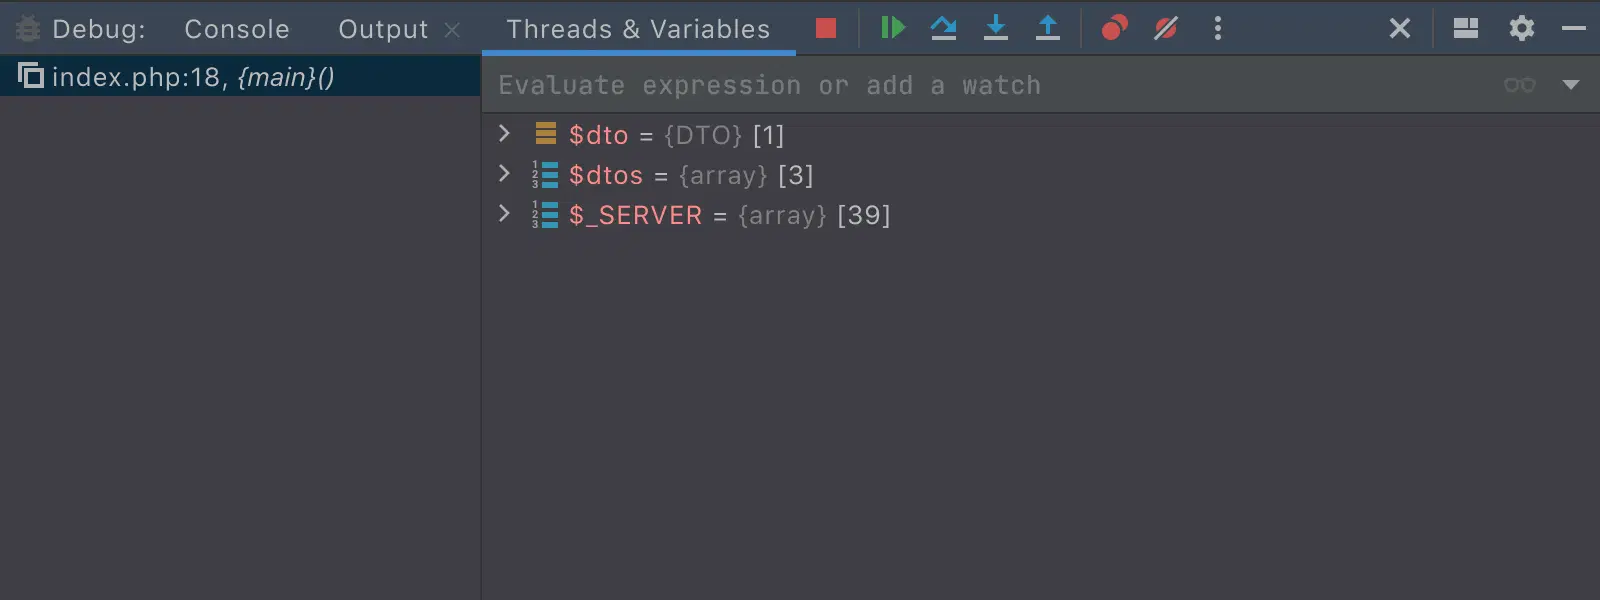 Debug: Console Output Threads & Variables
index.php:18, {main}()
Evaluate expression or add a watch
$dto = {DTO} [1]
$dtos = {array} [3]
$_SERVER = {array} [39]